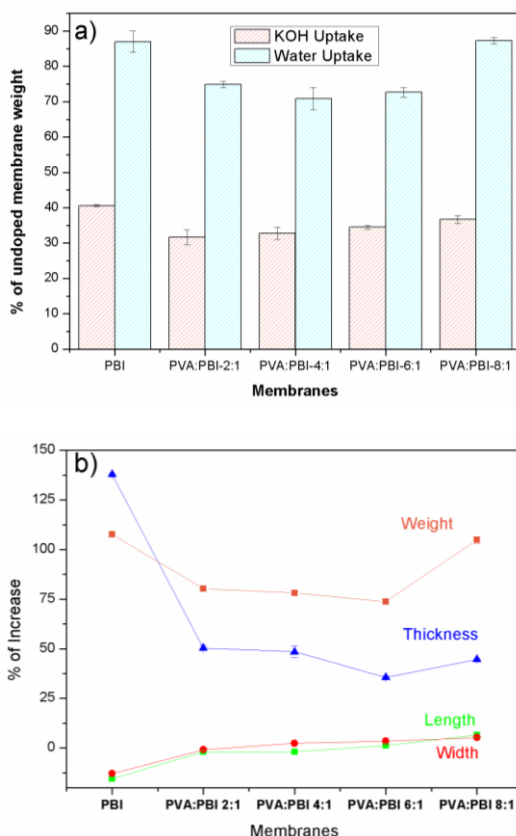 a)
KOH Uptake
Water Uptake
% of undoped membrane weight
90
80
70
60
50
40
30
20
10
0
PBI PVA:PBI-2:1 PVA:PBI-4:1 PVA:PBI-6:1 PVA:PBI-8:1
Membranes
b)
% of Increase
150
125
100
75
50
25
0
Weight
Thickness
Length
Width
PBI PVA:PBI 2:1 PVA:PBI 4:1 PVA:PBI 6:1 PVA:PBI 8:1
Membranes